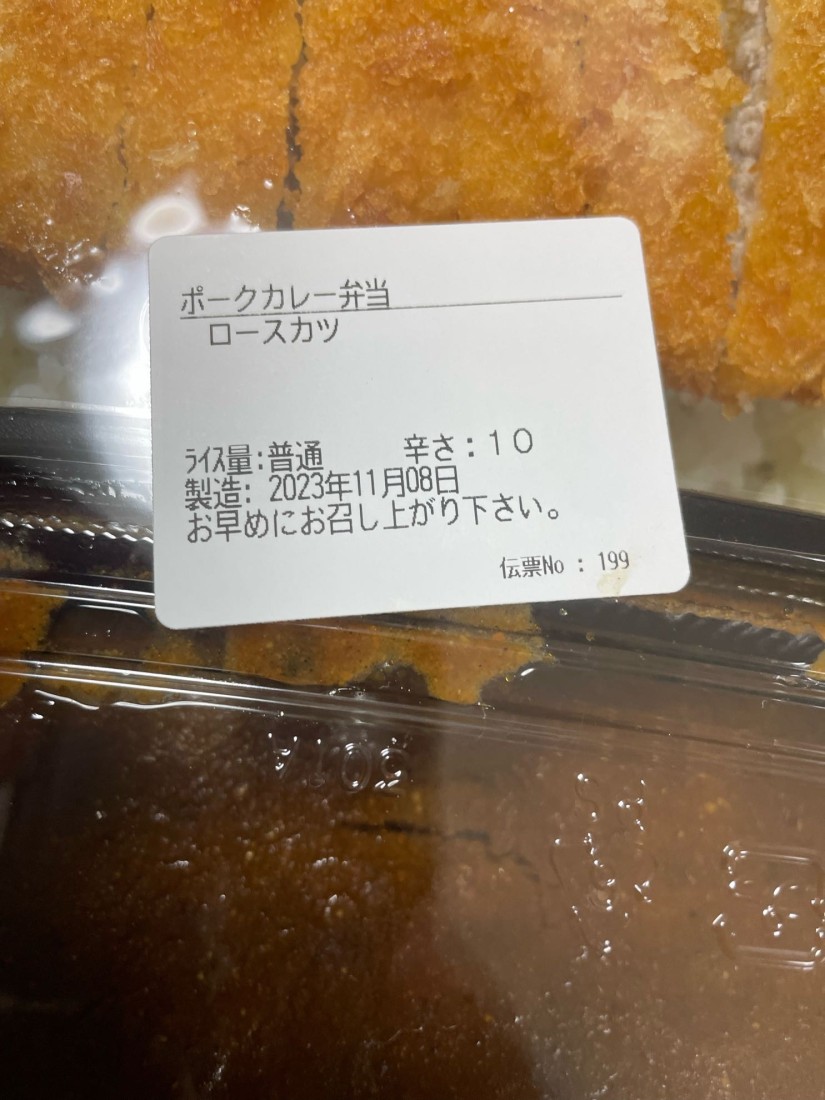 ポークカレー弁当
ロースカツ
ﾗｲｽ量:普通 辛さ：１０
製造: 2023年11月08日
お早めにお召し上がり下さい。
伝票No : 199